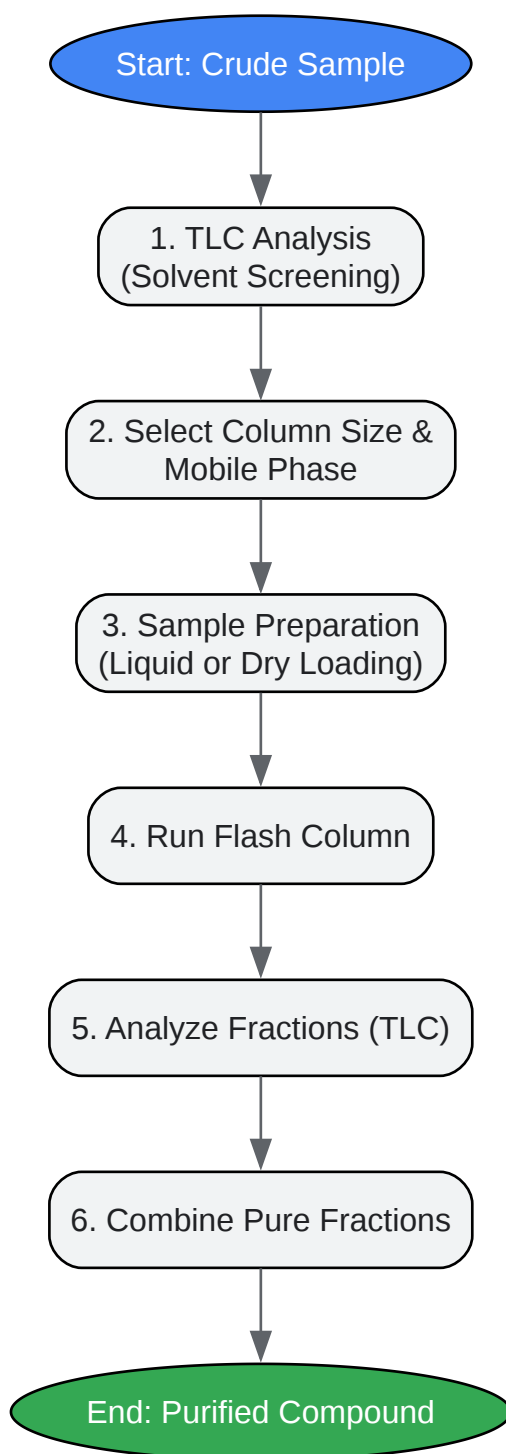 Start: Crude Sample
1. TLC Analysis
(Solvent Screening)
2. Select Column Size &
Mobile Phase
3. Sample Preparation
(Liquid or Dry Loading)
4. Run Flash Column
5. Analyze Fractions (TLC)
6. Combine Pure Fractions
End: Purified Compound